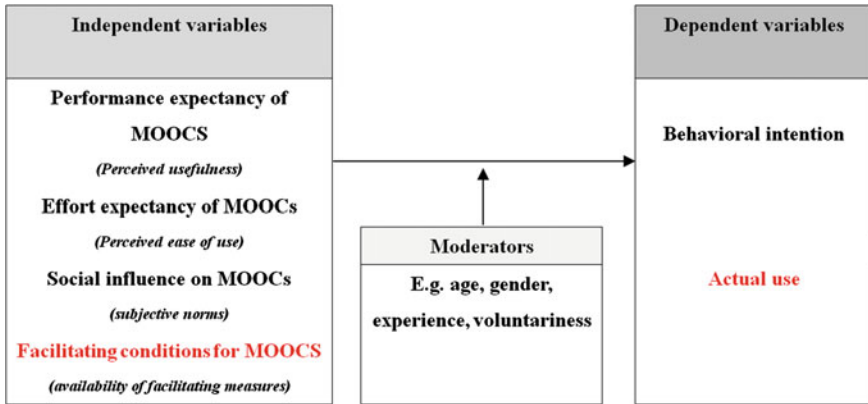 Independent variables
Performance expectancy of
MOOCS
(Perceived usefulness)
Effort expectancy of MOOCs
(Perceived ease of use)
Social influence on MOOCs
(subjective norms)
Facilitating conditions for MOOCS
(availability of facilitating measures)
Moderators
E.g. age, gender,
experience, voluntariness
Dependent variables
Behavioral intention
Actual use